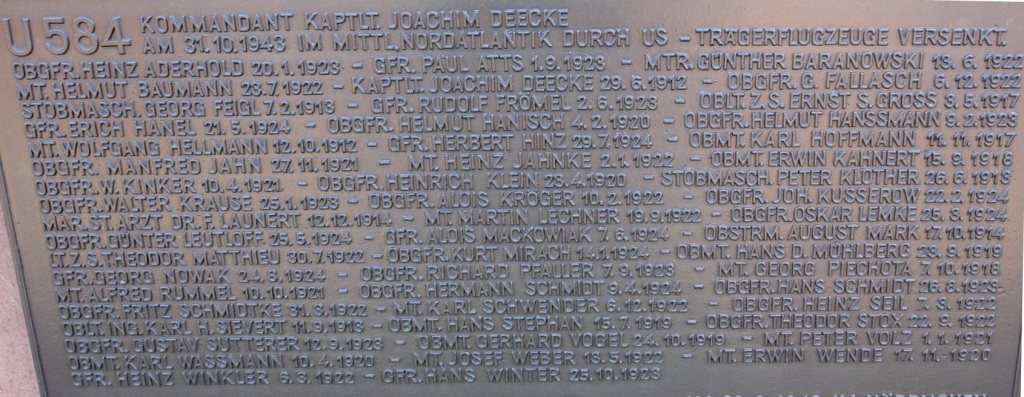 U 584 KOMMANDANT KAPTLT. JOACHIM DEECKE
AM 31.10.1943 IM MITTL. NORDATLANTIK DURCH US - TRÄGERFLUGZEUGE VERSENKT.
OBGFR. HEINZ ADERHOLD 20.1.1923 - GFR. PAUL ATTS 1.9.1923 - MTR. GÜNTHER BARANOWSKI 13.6.1922
MT. HELMUT BAUMANN 23.7.1922 - KAPTLT. JOACHIM DEECKE 29.6.1912 - OBGFR. G. FALLASCH 6.12.1922
STOBMASCH. GEORG FEIGL 7.2.1913 - GFR. RUDOLF FRÖMEL 2.6.1923 - OBLT. Z. S. ERNST S. GROSS 3.5.1917
GFR. ERICH HÄNEL 21.5.1924 - OBGFR. HELMUT HANISCH 4.2.1920 - OBGFR. HELMUT HANSSMANN 9.2.1923
MT. WOLFGANG HELLMANN 12.10.1912 - GFR. HERBERT HINZ 29.7.1924 - OBMT. KARL HOFFMANN 11.11.1917
OBGFR. MANFRED JAHN 27.11.1921 - MT. HEINZ JAHNKE 2.1.1922 - OBMT. ERWIN KAHNERT 15.9.1916
OBGFR. W. KINKER 10.4.1921 - OBGFR. HEINRICH KLEIN 23.4.1920 - STOBMASCH. PETER KLOTHER 26.6.1913
OBGFR. WALTER KRAUSE 25.1.1923 - OBGFR. ALOIS KRÖGER 10.2.1922 - OBGFR. JOH. KUSSEROW 22.2.1924
MAR. ST. ARZT DR. F. LAUNERT 12.12.1914 - MT. MARTIN LECHNER 19.9.1922 - OBGFR. OSKAR LEMKE 25.8.1924
OBGFR. GÜNTER LEUTLOFF 25.5.1924 - GFR. ALOIS MACKOWIAK 7.6.1924 - OBSTRM. AUGUST MARK 17.10.1914
LT. Z. S. THEODOR MATTHIEU 30.7.1922 - OBGFR. KURT MIRACH 14.1.1924 - OBMT. HANS D. MÜHLBERG 23.9.1919
GFR. GEORG NOWAK 24.3.1924 - OBGFR. RICHARD PFALLER 7.9.1923 - MT. GEORG PIECHOTA 7.10.1918
MT. ALFRED RUMMEL 10.10.1921 - OBGFR. HERMANN SCHMIDT 9.4.1924 - OBGFR. HANS SCHMIDT 26.8.1923
OBGFR. FRITZ SCHMIDTKE 31.3.1922 - MT. KARL SCHWENDER 6.12.1922 - OBGFR. HEINZ SEIL 7.3.1922
OBLT. ING. KARL H. SIEVERT 11.9.1913 - OBMT. HANS STEPHAN 15.7.1919 - OBGFR. THEODOR STOX 22.9.1922
OBGFR. GUSTAV SUTTERER 12.9.1923 - OBMT. GERHARD VOGEL 24.10.1919 - MT. PETER VOLZ 1.1.1921
OBMT. KARL WASSMANN 10.4.1920 - MT. JOSEF WEBER 13.5.1922 - MT. ERWIN WENDE 17.11.1920
GFR. HEINZ WINKLER 6.3.1922 - GFR. HANS WINTER 25.10.1923